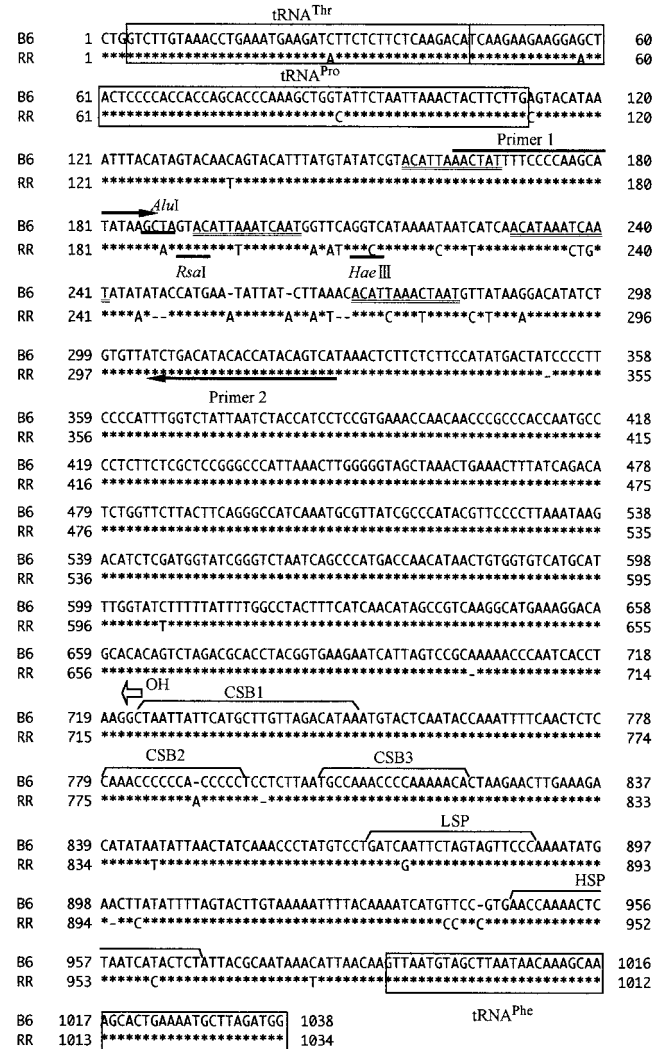 tRNAThr
B6 1 CTGGTCTTGTAAACCTGAAATGAAGATCTTCTCTTCTCAAGACATCAAGAAGAAGGAGCT 60
RR 1 ***************************A*****************************A** 60
tRNAPro
B6 61 ACTCCCCACCACCAGCACCCAAAGCTGGTATTCTAATTAAACTACTTCTTGAGTACATAA 120
RR 61 ****************************C**********************C******** 120
Primer 1
B6 121 ATTTACATAGTACAACAGTACATTTATGTATATCGTACATTAAACTATTTTCCCCAAGCA 180
RR 121 ***************T******************************************** 180
AluI
B6 181 TATAAGCTAGTACATTAAATCAATGGTTCAGGTCATAAAATAATCATCAACATAAATCAA 240
RR 181 *******A********T********A*AT***C*******C***T***********CTG* 240
RsaI HaeIII
B6 241 TATATATACCATGAA-TATTAT-CTTAAACACATTAAACTAATGTTATAAGGACATATCT 298
RR 241 ****A*--*******A******A*A**T--****C***T*****C*T***A********* 296
B6 299 GTGTTATCTGACATACACCATACAGTCATAAACTCTTCTCTTCCATATGACTATCCCCTT 358
RR 297 *****************************************************-****** 355
Primer 2
B6 359 CCCCATTTGGTCTATTAATCTACCATCCTCCGTGAAACCAACAACCCGCCCACCAATGCC 418
RR 356 ************************************************************ 415
B6 419 CCTCTTCTCGCTCCGGGCCCATTAAACTTGGGGGTAGCTAAACTGAAACTTTATCAGACA 478
RR 416 ************************************************************ 475
B6 479 TCTGGTTCTTACTTCAGGGCCATCAAATGCGTTATCGCCCATACGTTCCCCTTAAATAAG 538
RR 476 ************************************************************ 535
B6 539 ACATCTCGATGGTATCGGGTCTAATCAGCCCATGACCAACATAACTGTGGTGTCATGCAT 598
RR 536 ************************************************************ 595
B6 599 TTGGTATCTTTTTATTTTGGCCTACTTTCATCAACATAGCCGTCAAGGCATGAAAGGACA 658
RR 596 *******T**************************************************** 655
B6 659 GCACACAGTCTAGACGCACCTACGGTGAAGAATCATTAGTCCGCAAAAACCCAATCACCT 718
RR 656 ********************************************-*************** 714
OH CSB1
B6 719 AAGGCTAATTATTCATGCTTGTTAGACATAAATGTACTCAATACCAAATTTTCAACTCTC 778
RR 715 ************************************************************ 774
CSB2 CSB3
B6 779 CAAACCCCCCA-CCCCCTCCTCTTAATGCCAAACCCCAAAAACACTAAGAACTTGAAAGA 837
RR 775 ***********A*******-**************************************** 833
LSP
B6 839 CATATAATATTAACTATCAAACCCTATGTCCTGATCAATTCTAGTAGTTCCCAAAATATG 897
RR 834 ******T*****************************G*********************** 893
HSP
B6 898 AACTTATATTTTAGTACTTGTAAAAATTTTACAAAATCATGTTCC-GTGAACCAAAACTC 956
RR 894 *-**C************************************CC**C************** 952
B6 957 TAATCATACTCTATTACGCAATAAACATTAACAAGTTAATGTAGCTTAATAACAAAGCAA 1016
RR 953 ******C******************T********************************** 1012
tRNAPhe
B6 1017 AGCACTGAAAATGCTTAGATGG 1038
RR 1013 ********************** 1034